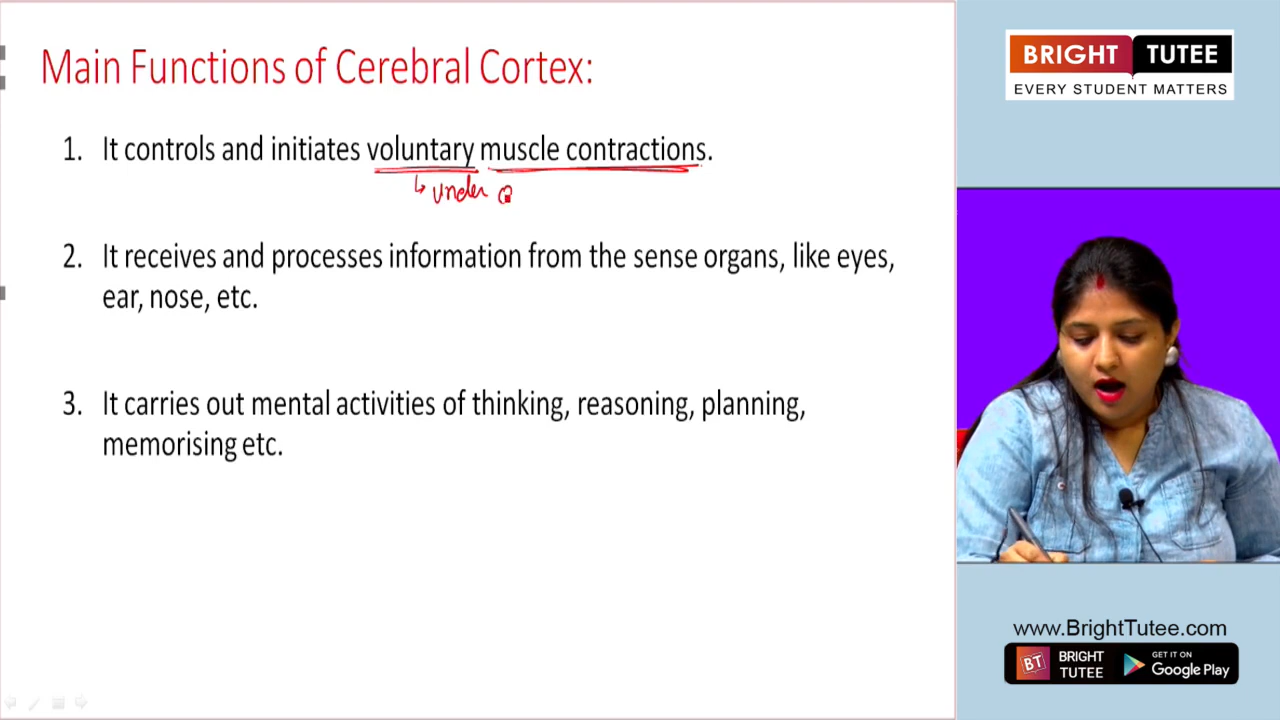 Main Functions of Cerebral Cortex:
1. It controls and initiates voluntary muscle contractions.
under
2. It receives and processes information from the sense organs, like eyes,
ear, nose, etc.
3. It carries out mental activities of thinking, reasoning, planning,
memorising etc.
BRIGHT TUTEE
EVERY STUDENT MATTERS
www.BrightTutee.com
BT
BRIGHT
TUTEE
GET IT ON
Google Play